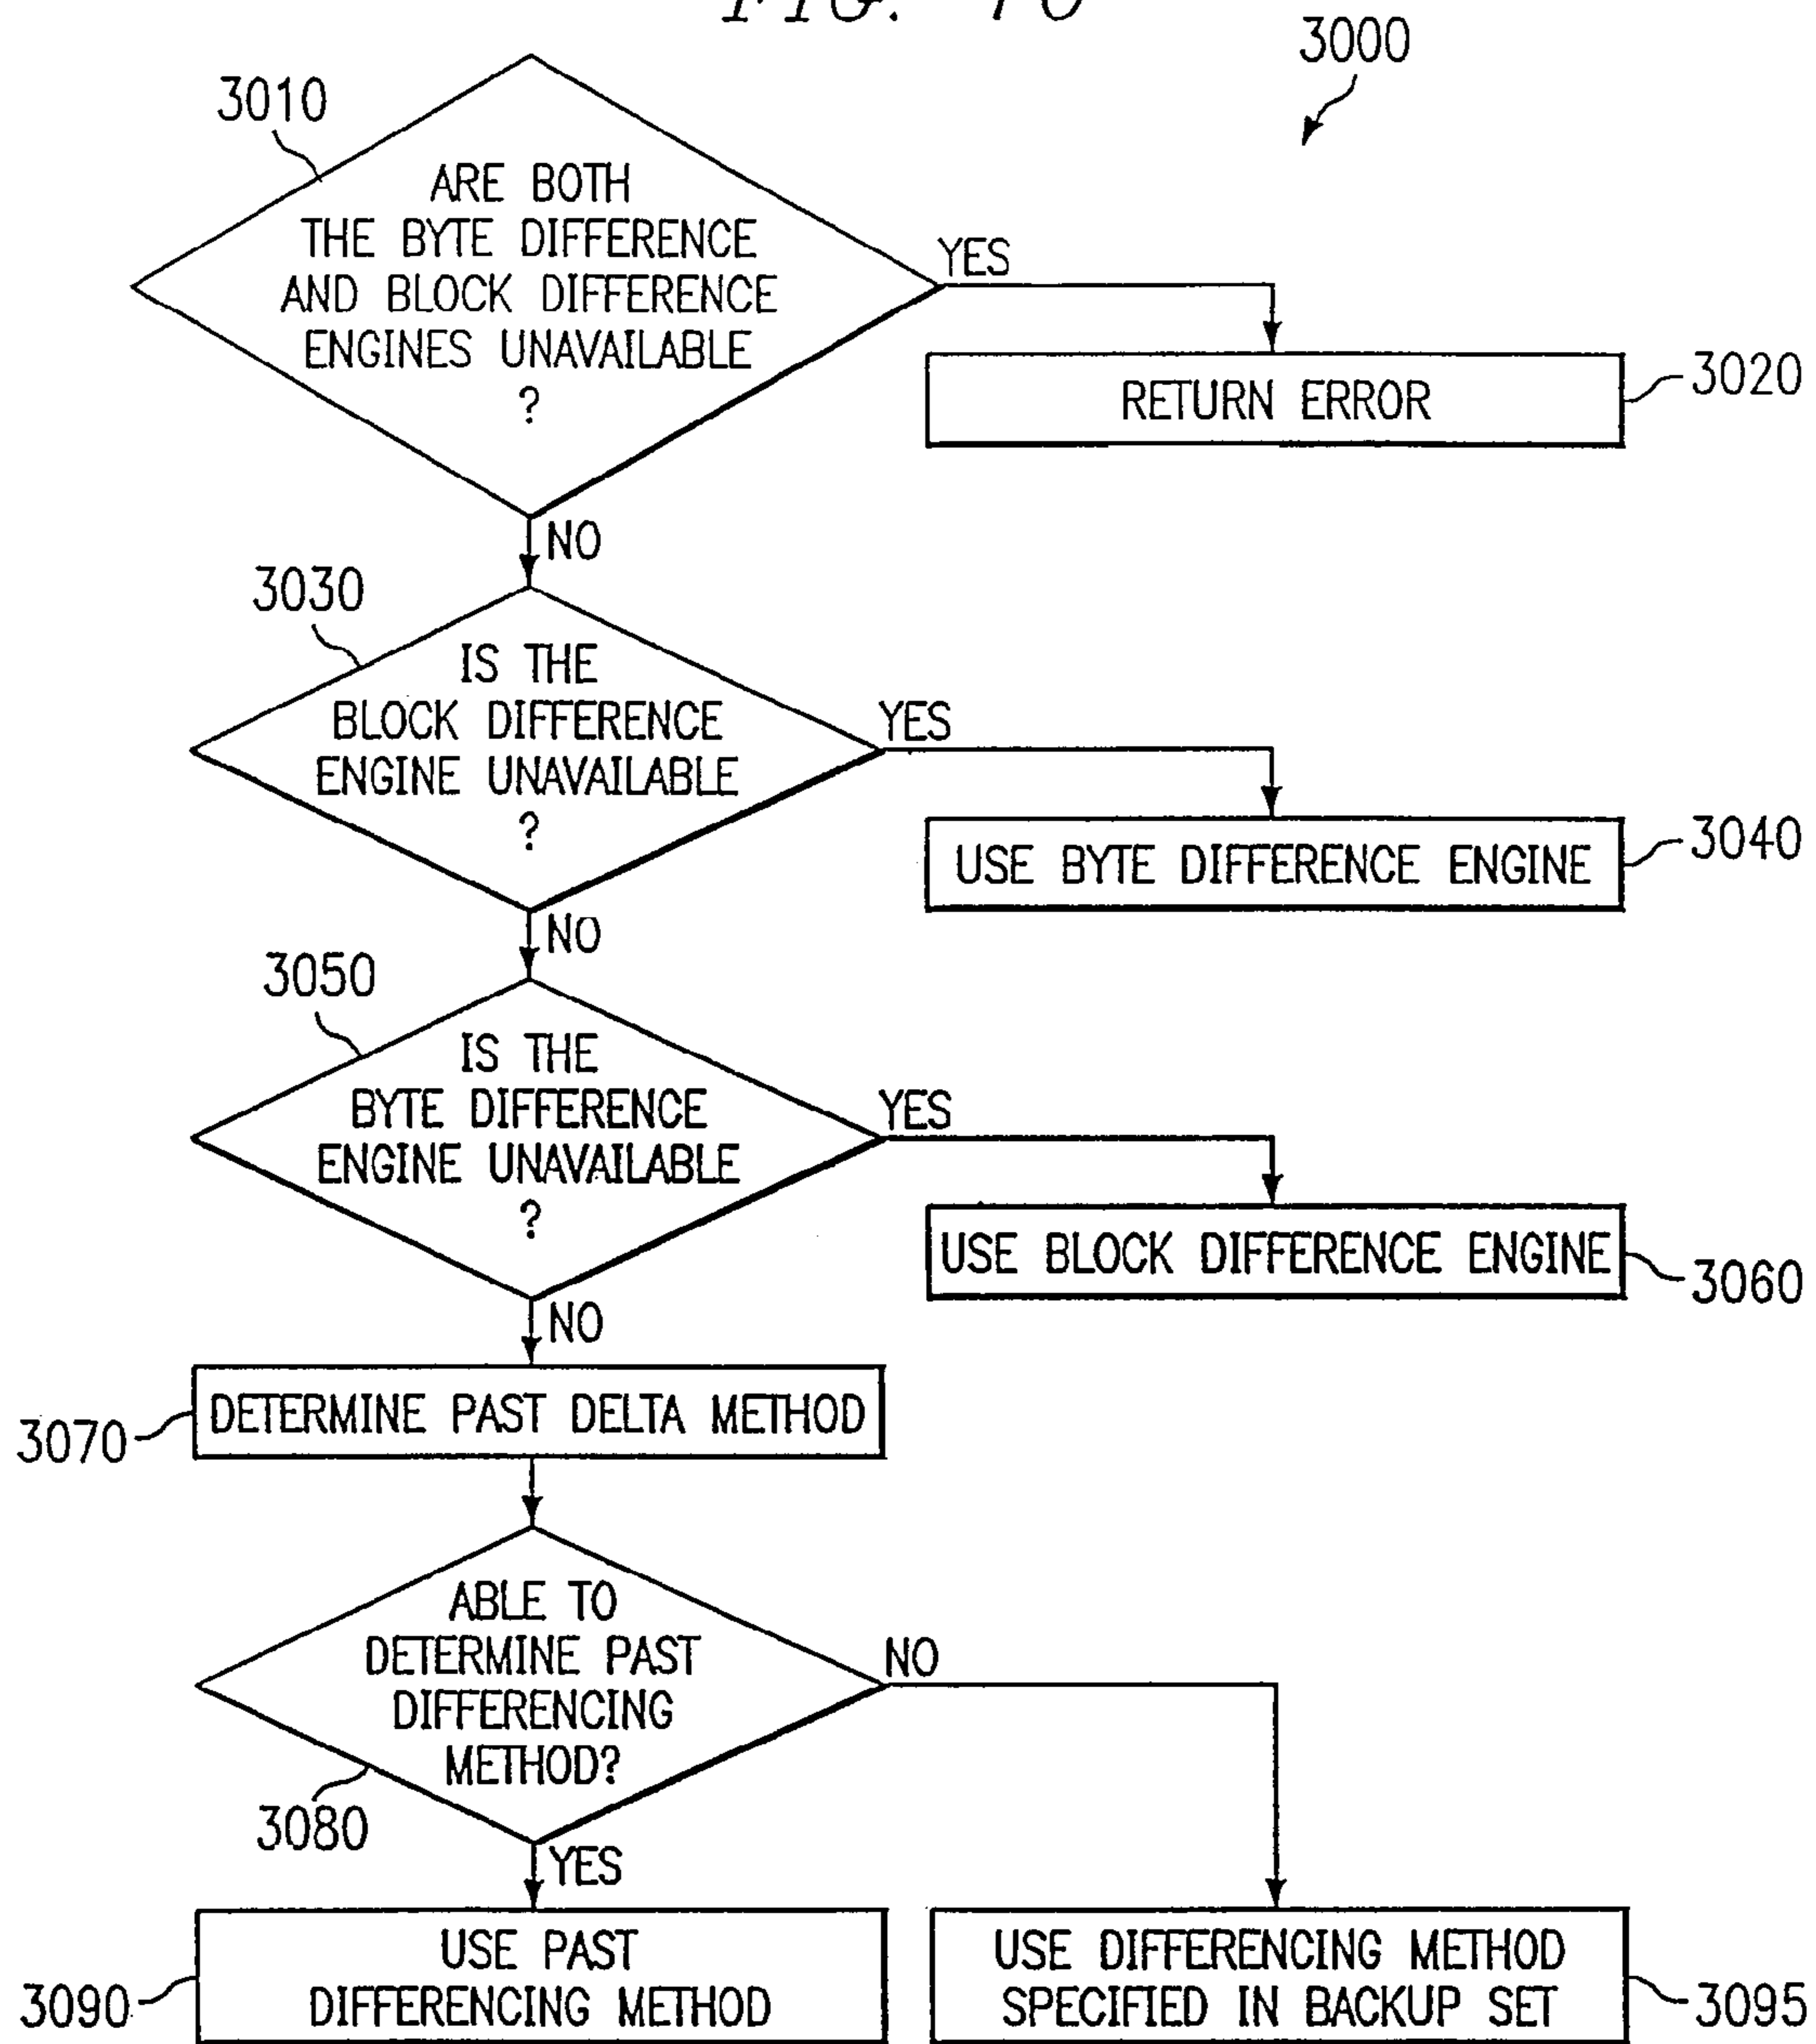 FIG.
3000
3010
ARE BOTH
THE BYTE DIFFERENCE
AND BLOCK DIFFERENCE
ENGINES UNAVAILABLE
?
YES
RETURN ERROR
3020
NO
3030
IS THE
BLOCK DIFFERENCE
ENGINE UNAVAILABLE
?
YES
USE BYTE DIFFERENCE ENGINE
3040
NO
3050
IS THE
BYTE DIFFERENCE
ENGINE UNAVAILABLE
?
YES
USE BLOCK DIFFERENCE ENGINE
3060
NO
DETERMINE PAST DELTA METHOD
3070
ABLE TO
DETERMINE PAST
DIFFERENCING
METHOD?
NO
3080
YES
USE PAST
DIFFERENCING METHOD
3090
USE DIFFERENCING METHOD
SPECIFIED IN BACKUP SET
3095